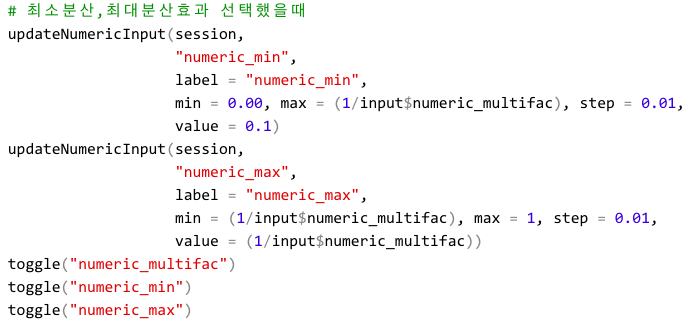 # 최소분산,최대분산효과 선택했을때
updateNumericInput(session,
                   "numeric_min",
                   label = "numeric_min",
                   min = 0.00, max = (1/input$numeric_multifac), step = 0.01,
                   value = 0.1)
updateNumericInput(session,
                   "numeric_max",
                   label = "numeric_max",
                   min = (1/input$numeric_multifac), max = 1, step = 0.01,
                   value = (1/input$numeric_multifac))
toggle("numeric_multifac")
toggle("numeric_min")
toggle("numeric_max")